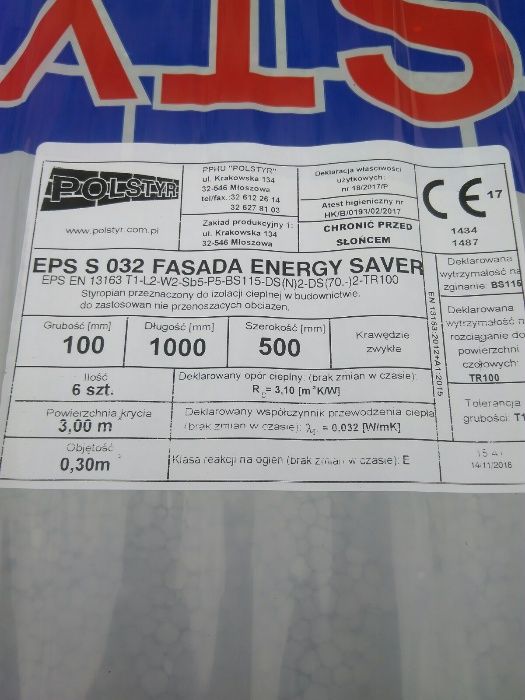 STY
POLSTYR
www.polstyr.com.pl
PPHU "POLSTYR"
ul. Krakowska 134
32-546 Młoszowa
tel/fax.:32 612 26 14
32 627 81 03
Zakład produkcyjny 1:
ul. Krakowska 134
32-546 Młoszowa
Deklaracja właściwości
użytkowych:
nr 18/2017/P
Atest higieniczny nr
HK/B/0193/02/2017
CHRONIĆ PRZED
SŁOŃCEM
CE 17
1434
1487
EPS S 032 FASADA ENERGY SAVER
EPS EN 13163 T1-L2-W2-Sb5-P5-BS115-DS(N)2-DS(70,-)2-TR100
Styropian przeznaczony do izolacji cieplnej w budownictwie,
do zastosowań nie przenoszących obciążeń.
Grubość [mm]
100
Długość [mm]
1000
Szerokość [mm]
500
Krawędzie
zwykłe
Ilość
6 szt.
Deklarowany opór cieplny, (brak zmian w czasie):
RD= 3,10 [m²K/W]
Powierzchnia krycia
3,00 m
Deklarowany współczynnik przewodzenia ciepła
(brak zmian w czasie): λD = 0,032 [W/mK]
Objętość
0,30m
Klasa reakcji na ogień (brak zmian w czasie): E
EN 13163:2012+A1:2015
Deklarowana
wytrzymałość na
zginanie: BS115
Deklarowana
wytrzymałość n
rozciąganie do
powierzchni
czołowych:
TR100
Tolerancja
grubości: T1
14/11/2018